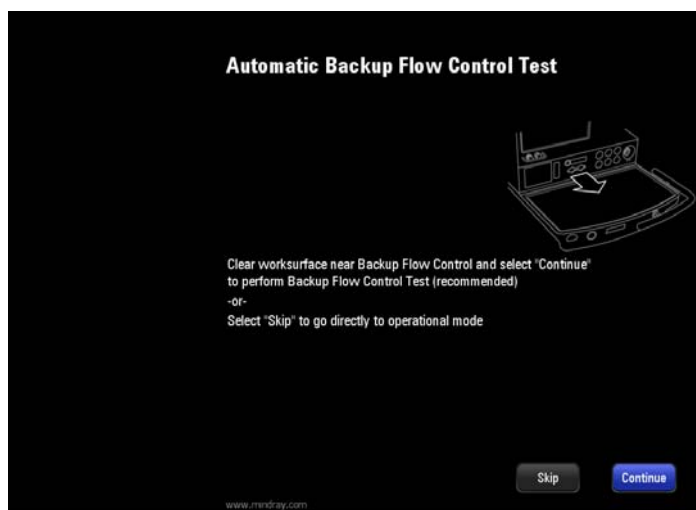 Automatic Backup Flow Control Test
Clear worksurface near Backup Flow Control and select "Continue"
to perform Backup Flow Control Test (recommended)
-or-
Select "Skip" to go directly to operational mode
Skip
Continue
www.mindray.com